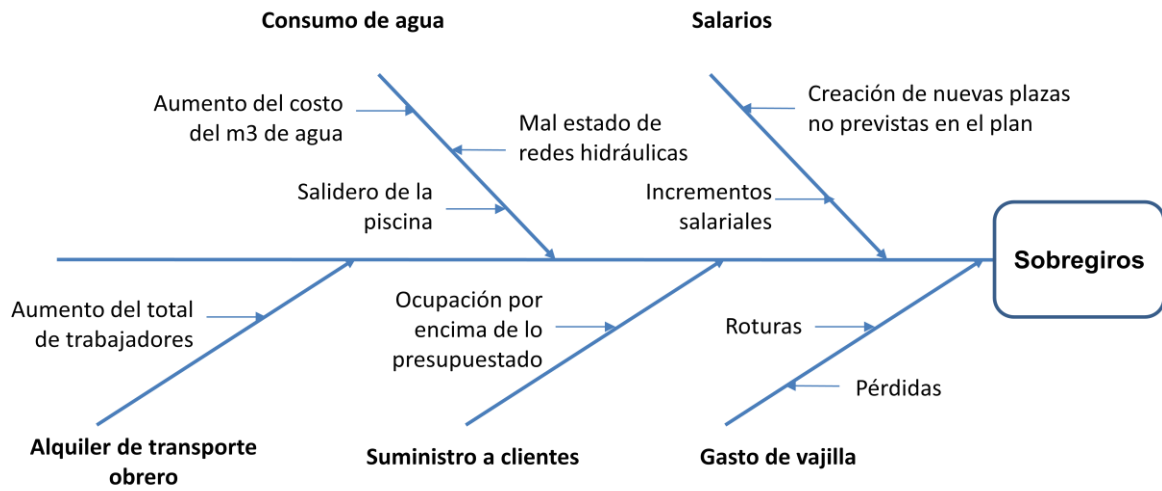 Consumo de agua
Salarios
Aumento del costo
del m3 de agua
Mal estado de
redes hidráulicas
Salidero de la
piscina
Creación de nuevas plazas
no previstas en el plan
Incrementos
salariales
Sobregiros
Aumento del total
de trabajadores
Ocupación por
encima de lo
presupuestado
Roturas
Pérdidas
Alquiler de transporte
obrero
Suministro a clientes
Gasto de vajilla